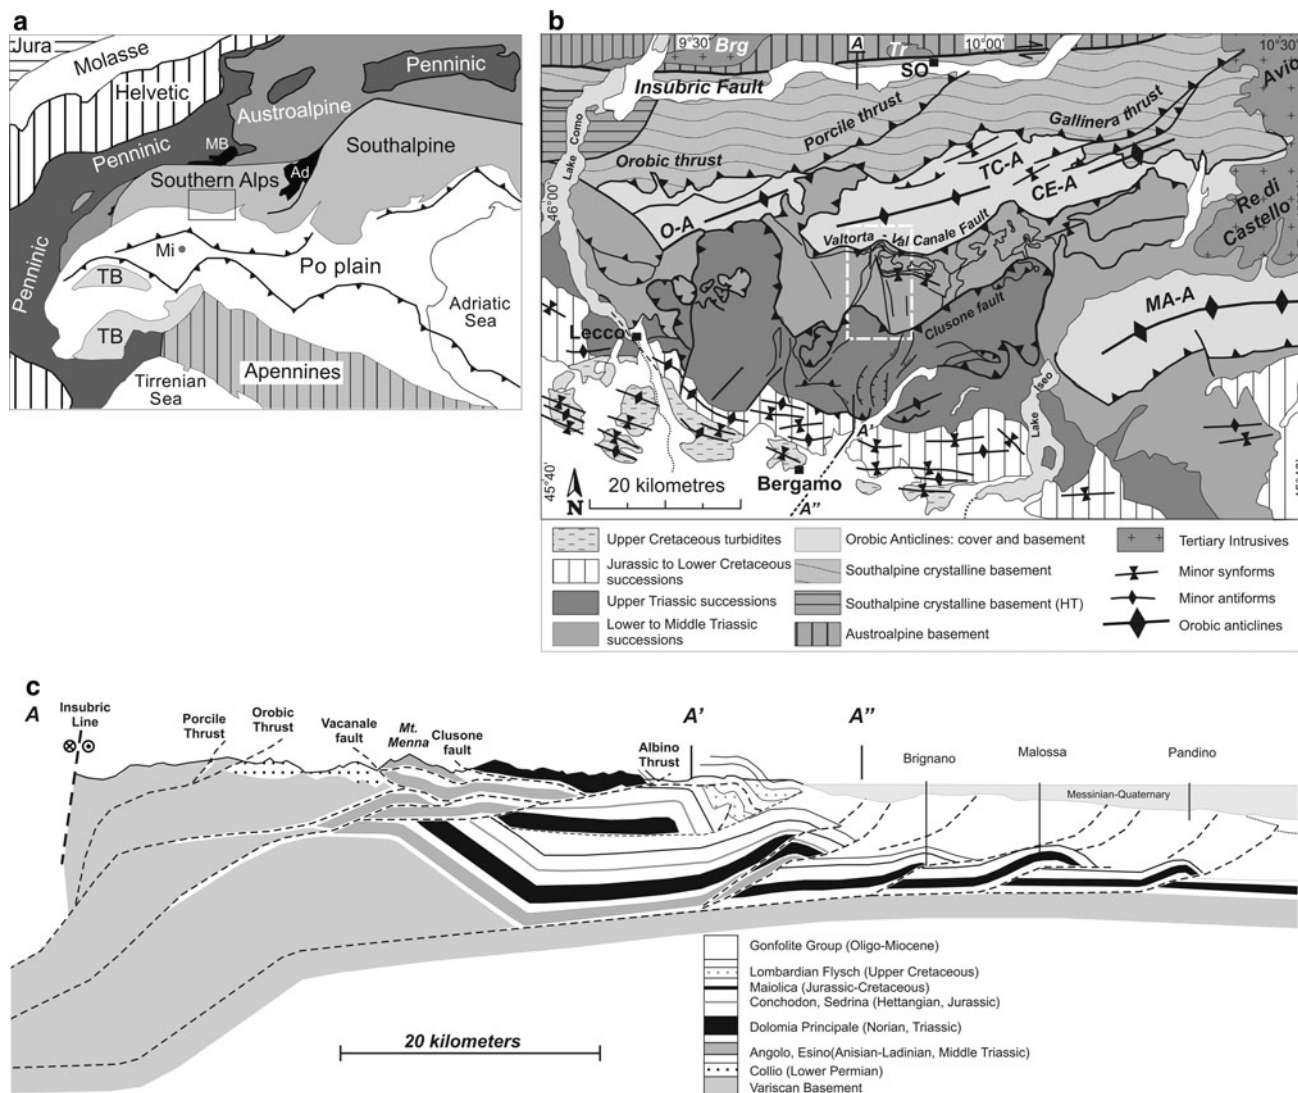 a
Jura
Molasse
Helvetic
Penninic
Austroalpine
Penninic
MB
Ad
Southalpine
Southern Alps
Mi
Po plain
Penninic
TB
TB
Adriatic
Sea
Apennines
Tirrenian
Sea
b
9°30'
Brg
A
Tr
10°00'
10°30'
SO
Avio
Insubric Fault
Lake Como
Porcile thrust
Gallinera thrust
Orobic thrust
TC-A
CE-A
46°00'
O-A
Re di
Castello
Valtorta - Val Canale Fault
Clusone fault
MA-A
Lecco
Lake Iseo
A'
45°40'
N
20 kilometres
Bergamo
A''
Upper Cretaceous turbidites
Jurassic to Lower Cretaceous
successions
Upper Triassic successions
Lower to Middle Triassic
successions
Orobic Anticlines: cover and basement
Southalpine crystalline basement
Southalpine crystalline basement (HT)
Austroalpine basement
Tertiary Intrusives
Minor synforms
Minor antiforms
Orobic anticlines
c
A
Insubric
Line
Porcile
Thrust
Orobic
Thrust
Vacanale
fault
Mt.
Menna
Clusone
fault
Albino
Thrust
A'
A''
Brignano
Malossa
Pandino
Messinian-Quaternary
20 kilometers
Gonfolite Group (Oligo-Miocene)
Lombardian Flysch (Upper Cretaceous)
Maiolica (Jurassic-Cretaceous)
Conchodon, Sedrina (Hettangian, Jurassic)
Dolomia Principale (Norian, Triassic)
Angolo, Esino(Anisian-Ladinian, Middle Triassic)
Collio (Lower Permian)
Variscan Basement